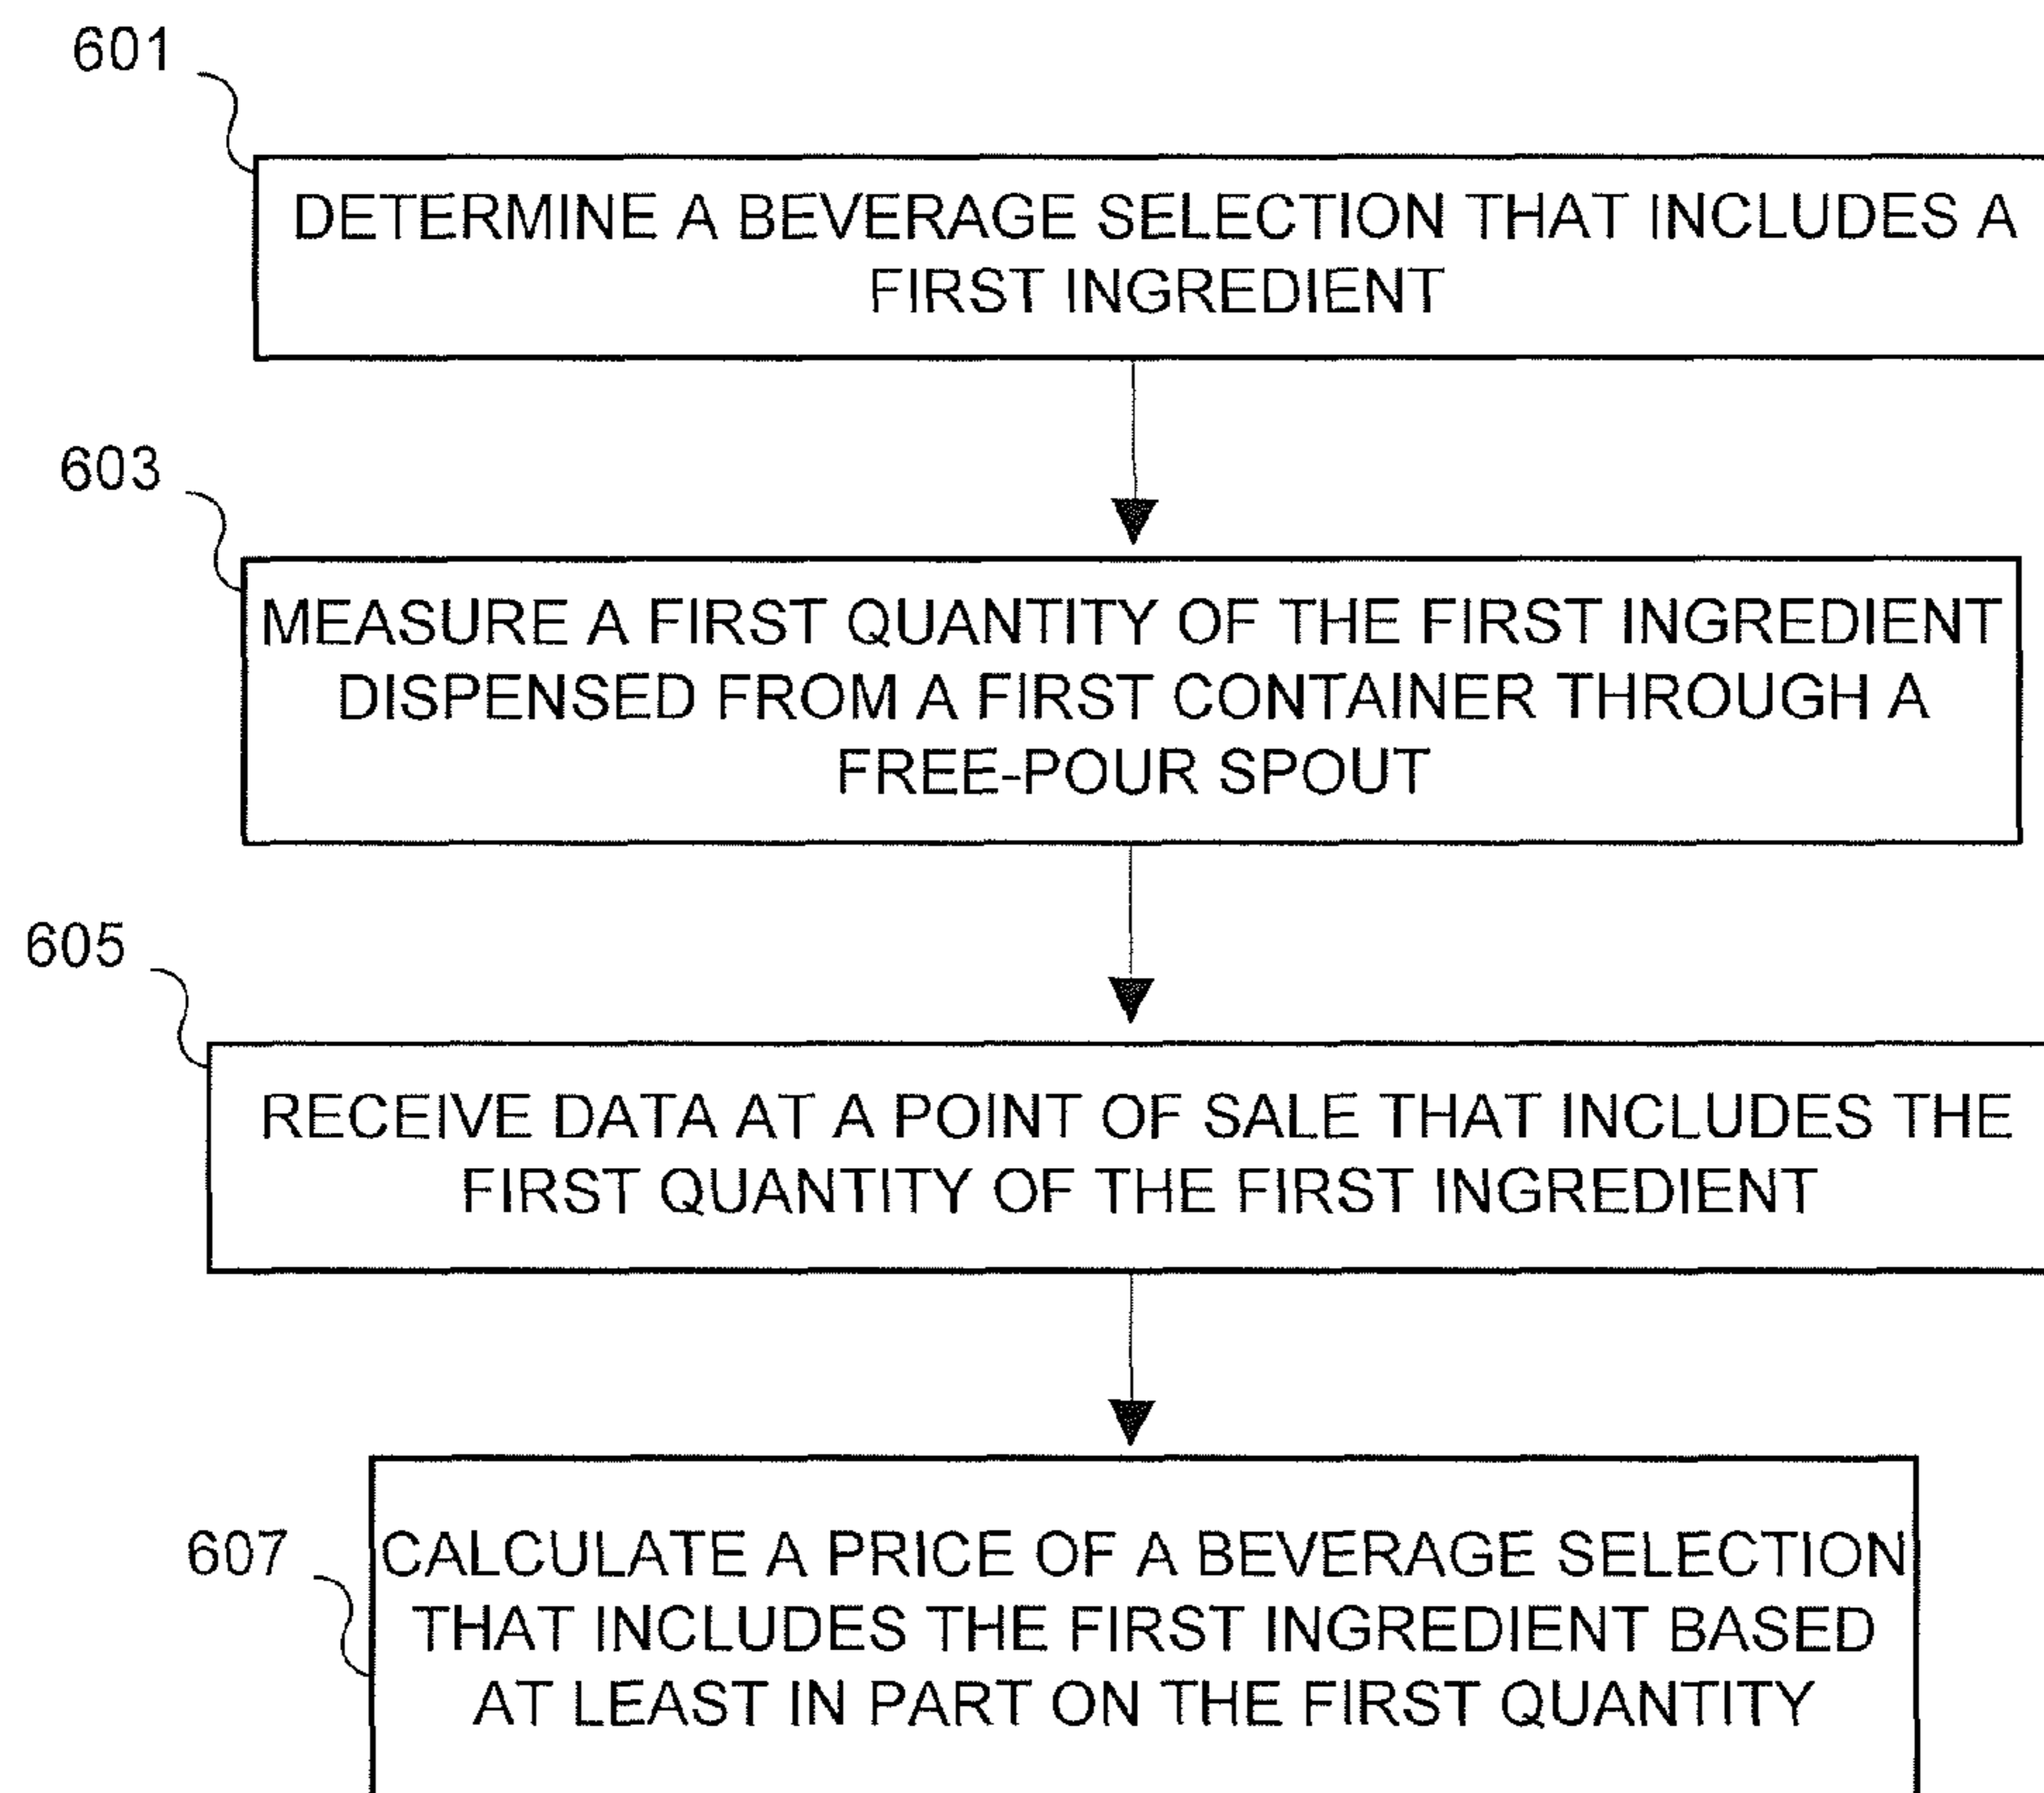 601
DETERMINE A BEVERAGE SELECTION THAT INCLUDES A
FIRST INGREDIENT
603
MEASURE A FIRST QUANTITY OF THE FIRST INGREDIENT
DISPENSED FROM A FIRST CONTAINER THROUGH A
FREE-POUR SPOUT
605
RECEIVE DATA AT A POINT OF SALE THAT INCLUDES THE
FIRST QUANTITY OF THE FIRST INGREDIENT
607
CALCULATE A PRICE OF A BEVERAGE SELECTION
THAT INCLUDES THE FIRST INGREDIENT BASED
AT LEAST IN PART ON THE FIRST QUANTITY